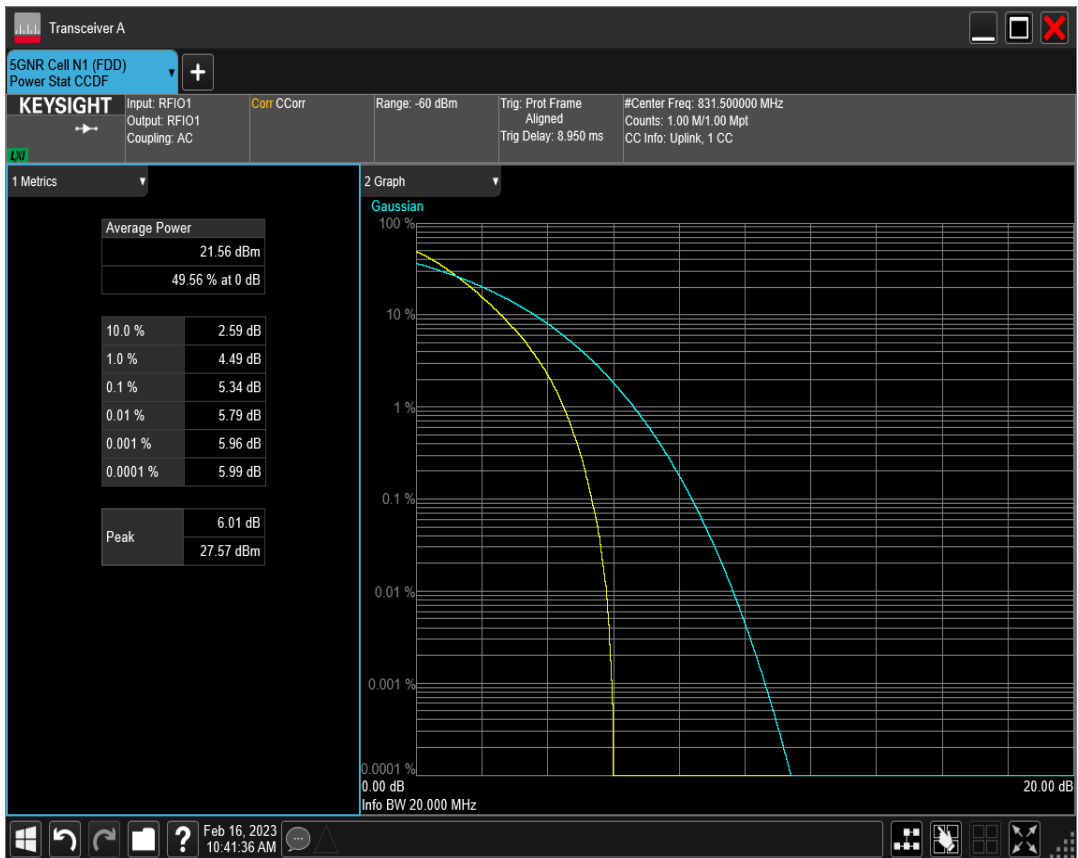 Transceiver A
5GNR Cell N1 (FDD)
Power Stat CCDF
+
KEYSIGHT
LXI
Input: RFIO1
Output: RFIO1
Coupling: AC
Corr CCorr
Range: -60 dBm
Trig: Prot Frame
Aligned
Trig Delay: 8.950 ms
#Center Freq: 831.500000 MHz
Counts: 1.00 M/1.00 Mpt
CC Info: Uplink, 1 CC
1 Metrics
Average Power
21.56 dBm
49.56 % at 0 dB
10.0 % 2.59 dB
1.0 % 4.49 dB
0.1 % 5.34 dB
0.01 % 5.79 dB
0.001 % 5.96 dB
0.0001 % 5.99 dB
Peak
6.01 dB
27.57 dBm
2 Graph
Gaussian
100 %
10 %
1 %
0.1 %
0.01 %
0.001 %
0.0001 %
0.00 dB 20.00 dB
Info BW 20.000 MHz
?
Feb 16, 2023
10:41:36 AM